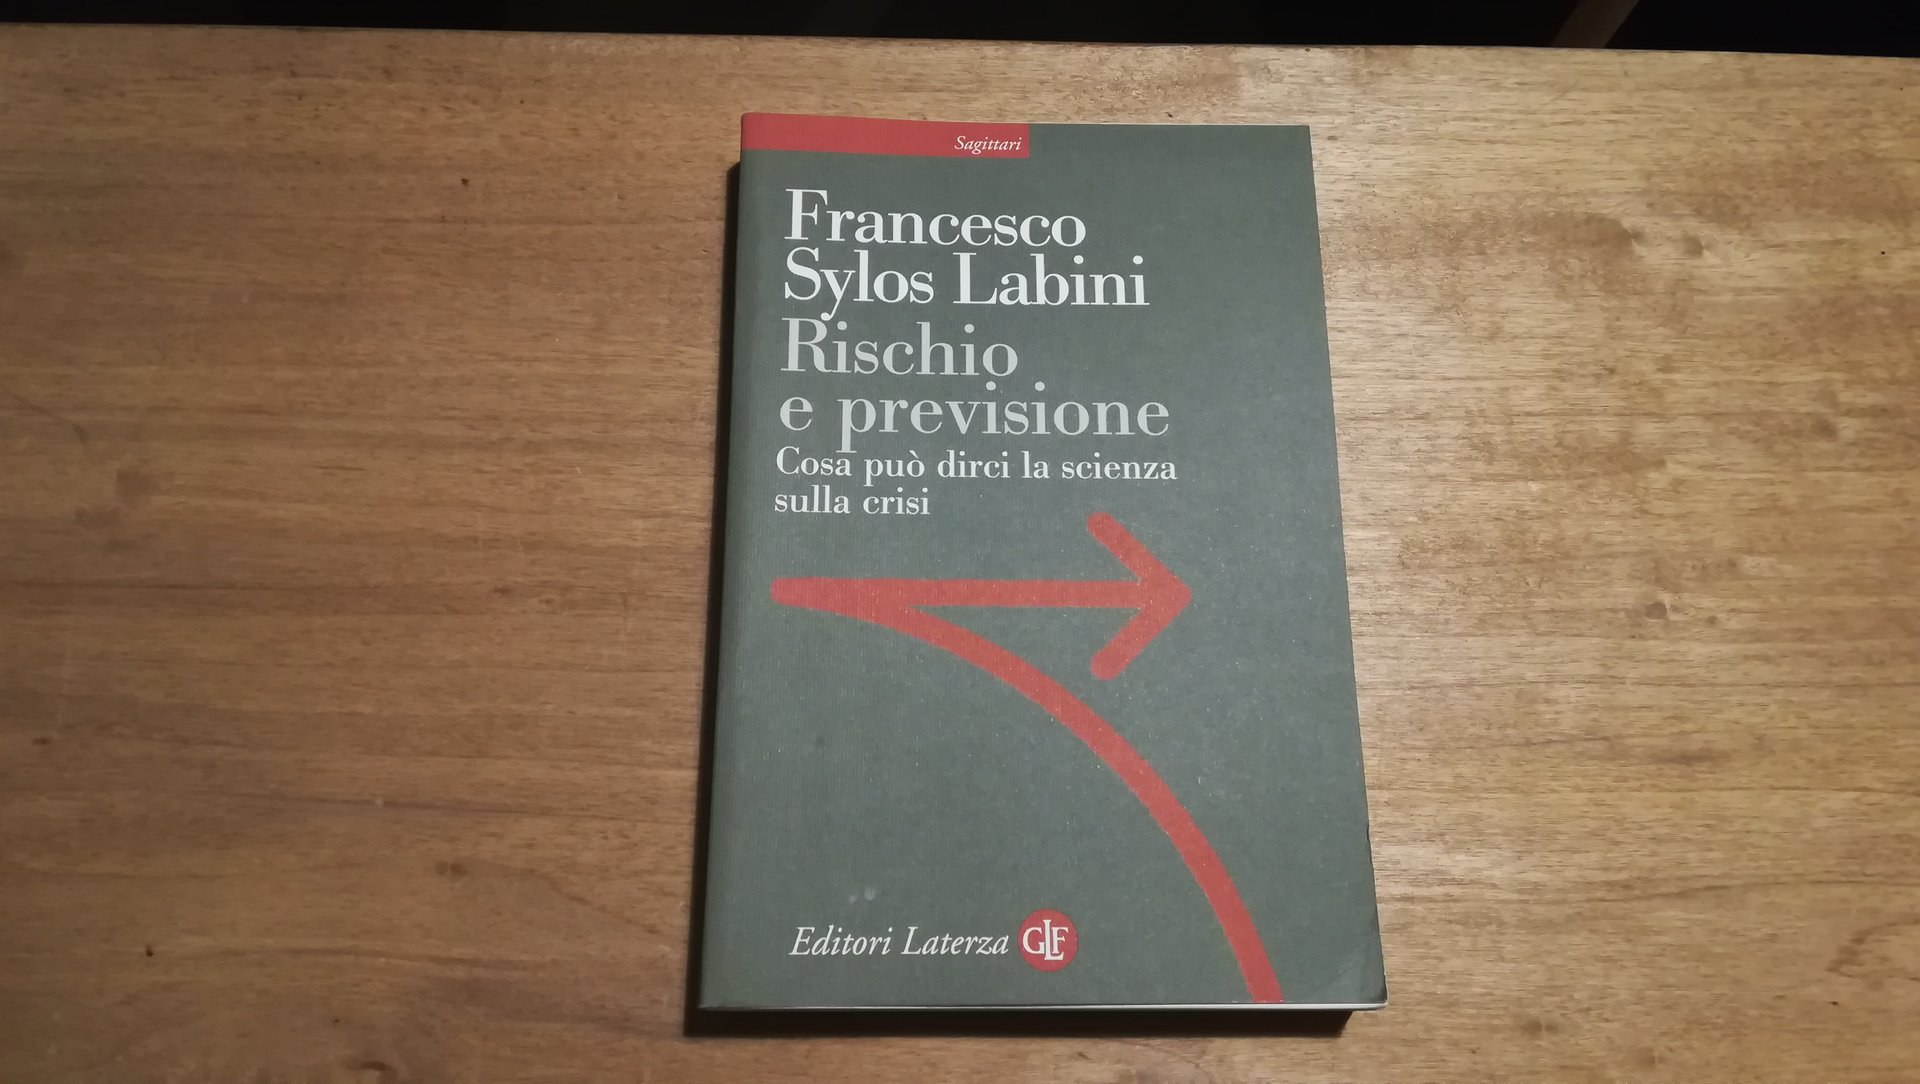 Sagittari
Francesco
Sylos Labini
Rischio
e previsione
Cosa può dirci la scienza
sulla crisi
Editori Laterza GLF